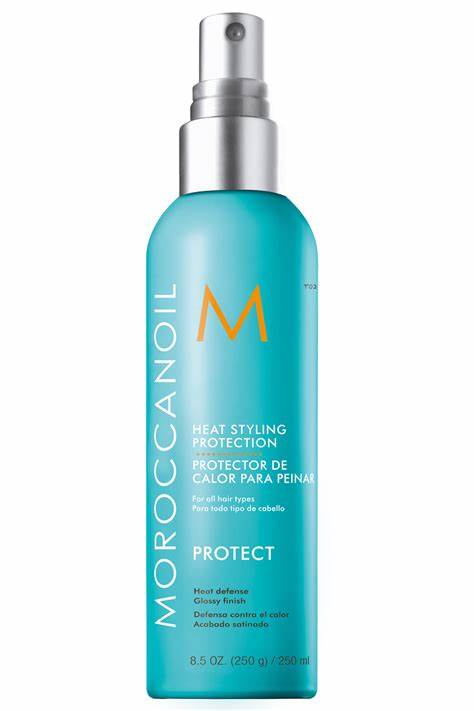 MOROCCANOIL
M
HEAT STYLING
PROTECTION
PROTECTOR DE
CALOR PARA PEINAR
For all hair types
Para todo tipo de cabello
PROTECT
Heat defense
Glossy finish
Defensa contra el calor
Acabado satinado
8.5 OZ. (250 g) / 250 ml